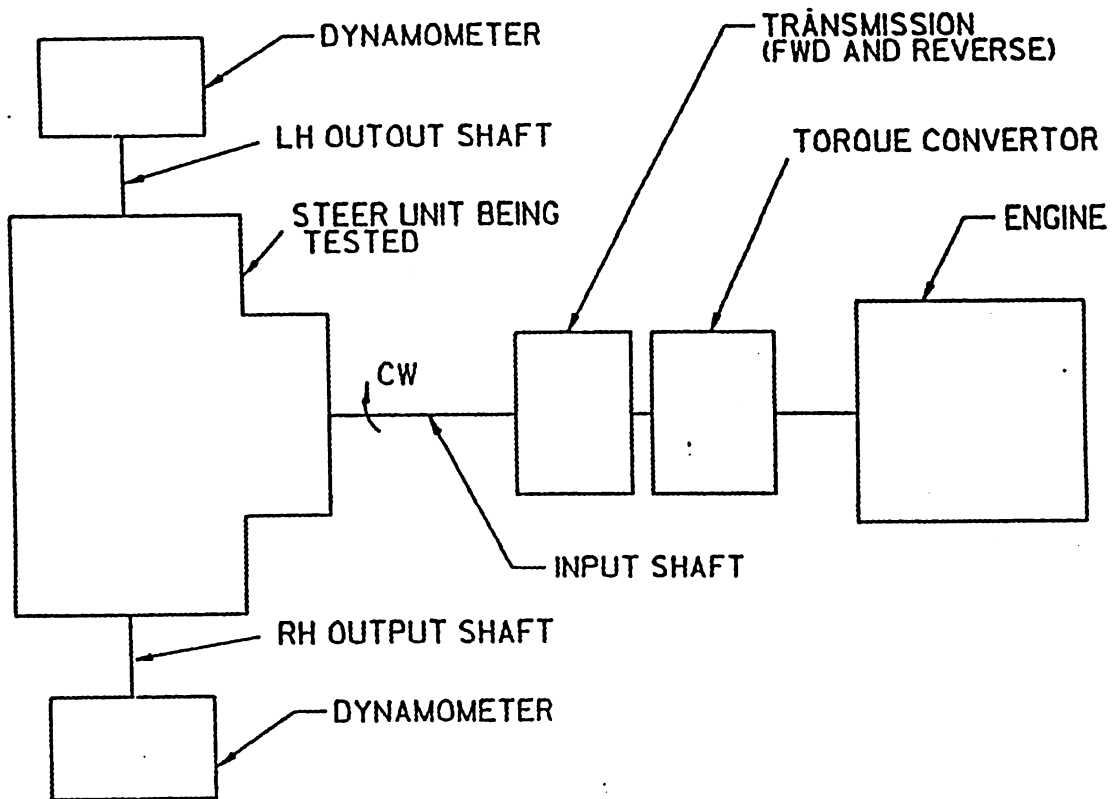 DYNAMOMETER
TRANSMISSION
(FWD AND REVERSE)
LH OUTOUT SHAFT
TORQUE CONVERTOR
STEER UNIT BEING
TESTED
ENGINE
CW
INPUT SHAFT
RH OUTPUT SHAFT
DYNAMOMETER